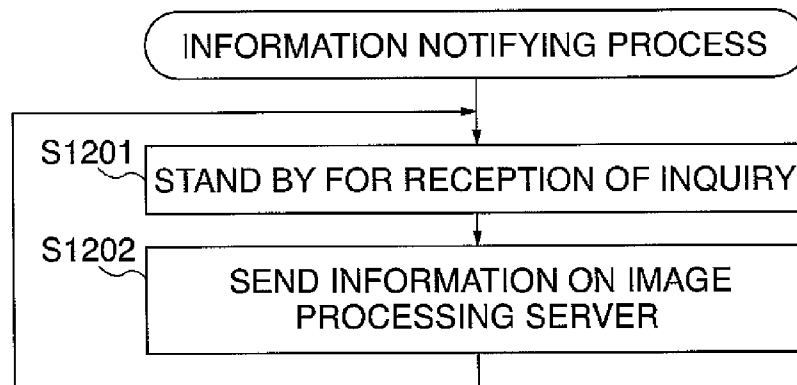 INFORMATION NOTIFYING PROCESS
S1201
STAND BY FOR RECEPTION OF INQUIRY
S1202
SEND INFORMATION ON IMAGE
PROCESSING SERVER